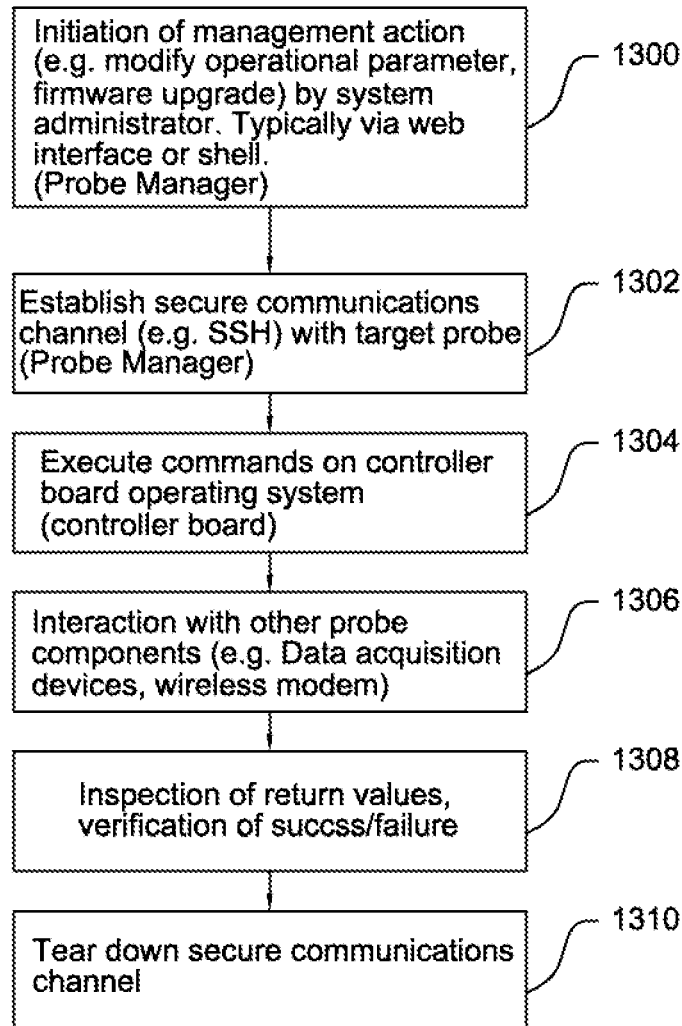 Initiation of management action
(e.g. modify operational parameter,
firmware upgrade) by system
administrator. Typically via web
interface or shell.
(Probe Manager)
1300
Establish secure communications
channel (e.g. SSH) with target probe
(Probe Manager)
1302
Execute commands on controller
board operating system
(controller board)
1304
Interaction with other probe
components (e.g. Data acquisition
devices, wireless modem)
1306
Inspection of return values,
verification of succss/failure
1308
Tear down secure communications
channel
1310